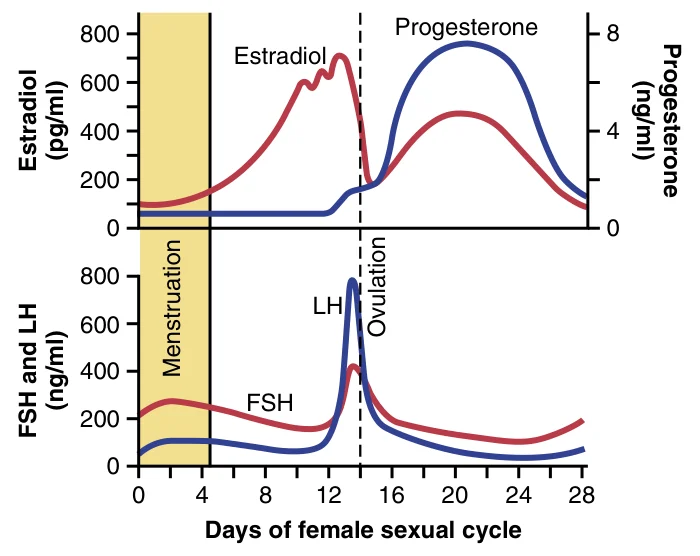 Estradiol
(pg/ml)
800
600
400
200
0
Estradiol
Progesterone
8
4
0
Progesterone
(ng/ml)
Menstruation
Ovulation
FSH and LH
(ng/ml)
800
600
400
200
0
LH
FSH
0 4 8 12 16 20 24 28
Days of female sexual cycle